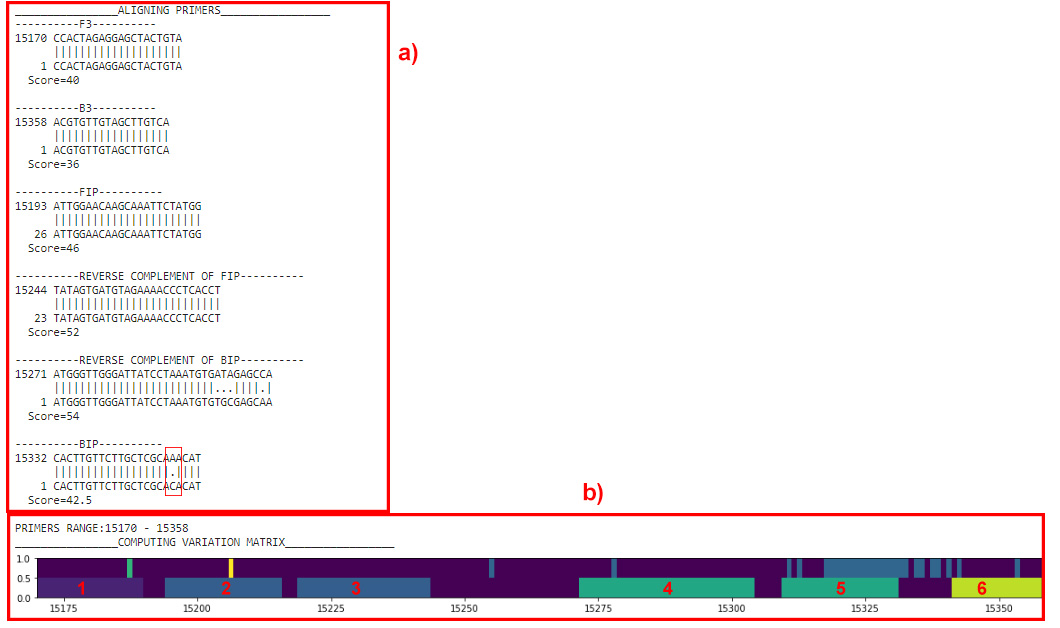 ________________ALIGNING PRIMERS_________________
----------F3----------
15170 CCACTAGAGGAGCTACTGTA
||||||||||||||||||||
1 CCACTAGAGGAGCTACTGTA
Score=40
a)
----------B3----------
15358 ACGTGTTGTAGCTTGTCA
||||||||||||||||||
1 ACGTGTTGTAGCTTGTCA
Score=36
----------FIP----------
15193 ATTGGAACAAGCAAATTCTATGG
|||||||||||||||||||||||
26 ATTGGAACAAGCAAATTCTATGG
Score=46
----------REVERSE COMPLEMENT OF FIP----------
15244 TATAGTGATGTAGAAAACCCTCACCT
||||||||||||||||||||||||||
23 TATAGTGATGTAGAAAACCCTCACCT
Score=52
----------REVERSE COMPLEMENT OF BIP----------
15271 ATGGGTTGGGATTATCCTAAATGTGATAGAGCCA
|||||||||||||||||||||||||...||||.|
1 ATGGGTTGGGATTATCCTAAATGTGTGCGAGCAA
Score=54
----------BIP----------
15332 CACTTGTTCTTGCTCGCAAACAT
||||||||||||||||||.||||
1 CACTTGTTCTTGCTCGCACACAT
Score=42.5
b)
PRIMERS RANGE:15170 - 15358
________________COMPUTING VARIATION MATRIX_________________
1.0
0.5
0.0
1 2 3 4 5 6
15175 15200 15225 15250 15275 15300 15325 15350